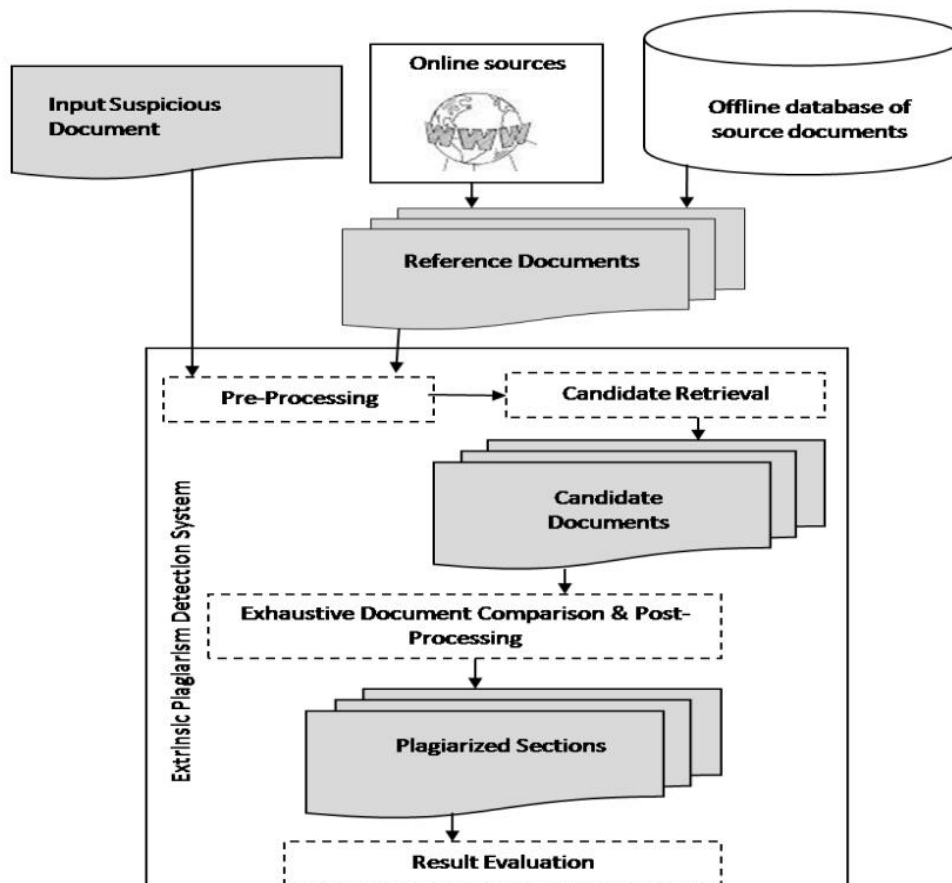 Input Suspicious
Document
Online sources
WWW
Offline database of
source documents
Reference Documents
Pre-Processing
Candidate Retrieval
Extrinsic Plagiarism Detection System
Candidate
Documents
Exhaustive Document Comparison & Post-
Processing
Plagiarized Sections
Result Evaluation